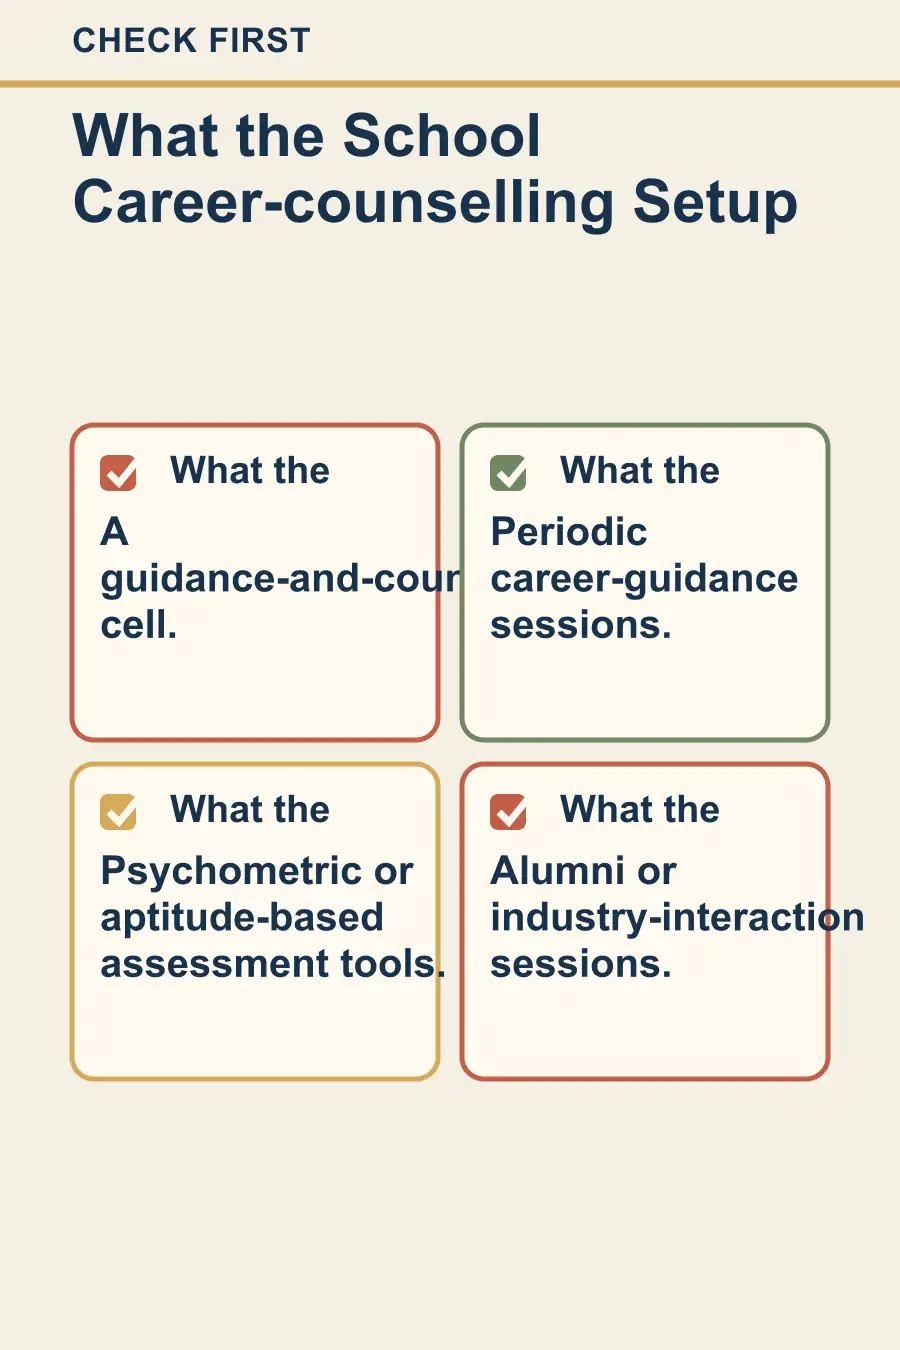 CHECK FIRST
What the School
Career-counselling Setup
What the
A
guidance-and-coun
cell.
What the
Periodic
career-guidance
sessions.
What the
Psychometric or
aptitude-based
assessment tools.
What the
Alumni or
industry-interaction
sessions.